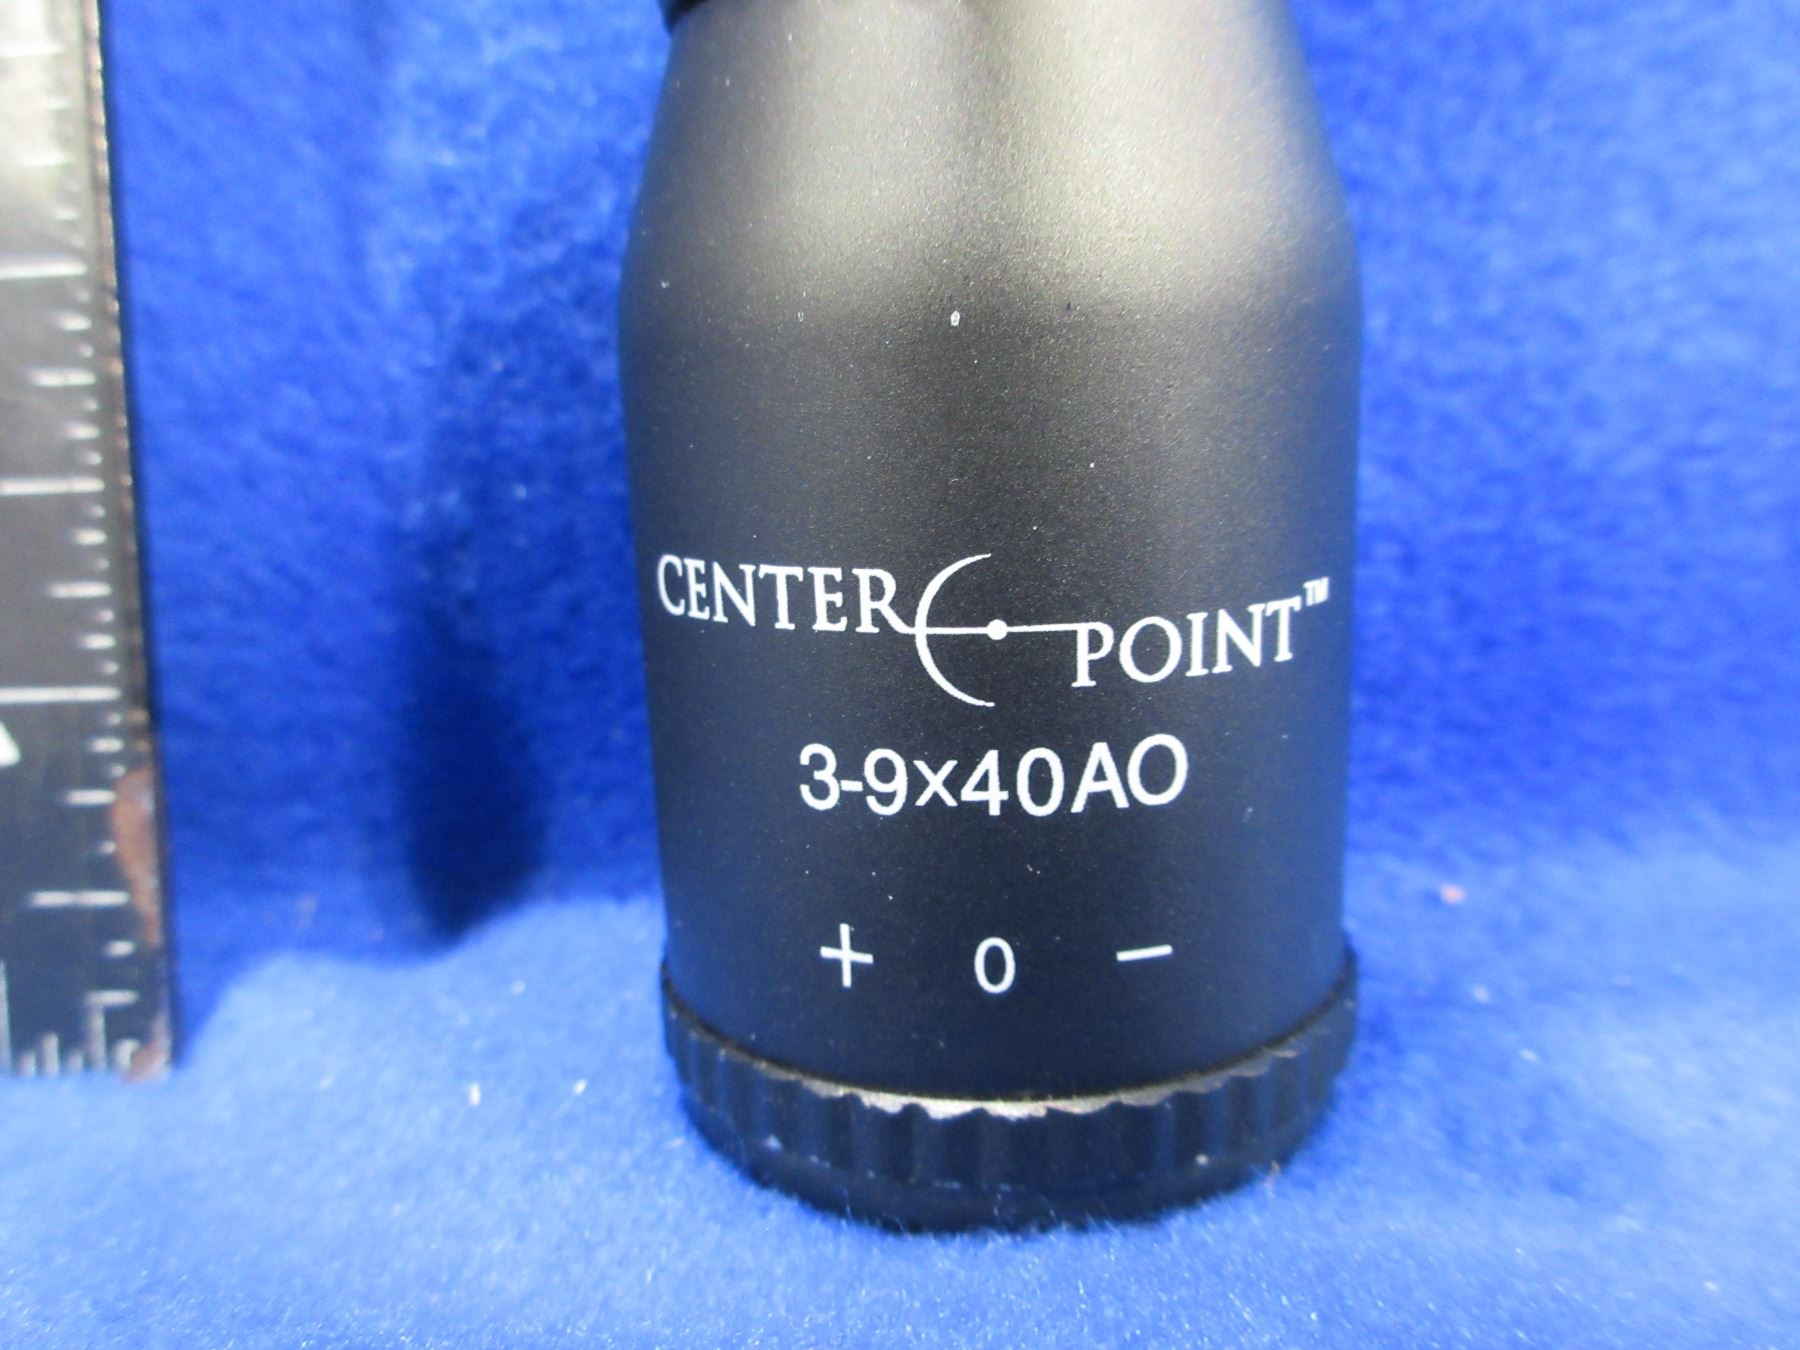 CENTER POINT™
3-9x40AO
+ 0 −